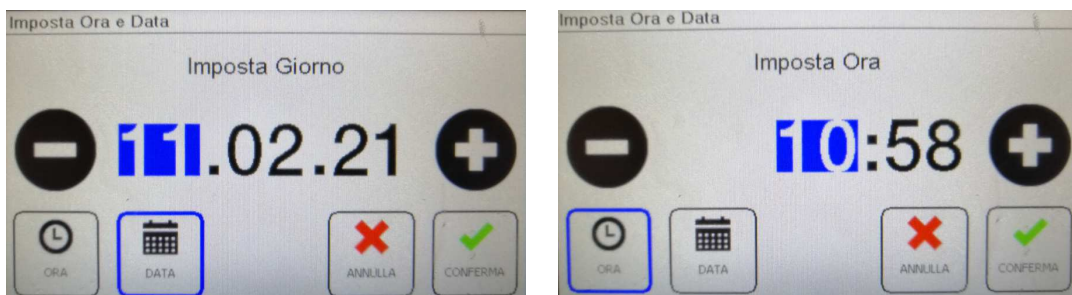 Imposta Ora e Data
Imposta Giorno
11.02.21
ORA
DATA
ANNULLA
CONFERMA
Imposta Ora e Data
Imposta Ora
10:58
ORA
DATA
ANNULLA
CONFERMA